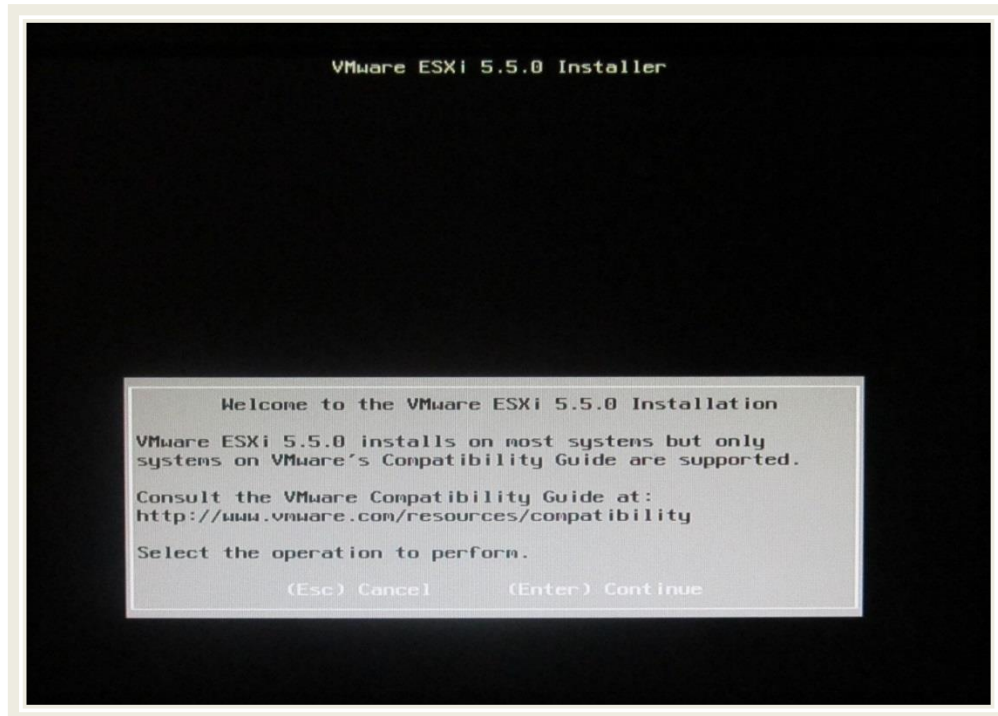 VMware ESXi 5.5.0 Installer
Welcome to the VMware ESXi 5.5.0 Installation
VMware ESXi 5.5.0 installs on most systems but only
systems on VMware's Compatibility Guide are supported.
Consult the VMware Compatibility Guide at:
http://www.vmware.com/resources/compatibility
Select the operation to perform.
(Esc) Cancel (Enter) Continue